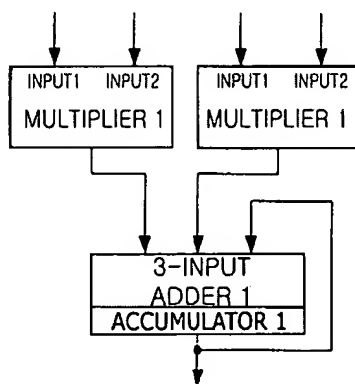 INPUT1 INPUT2
MULTIPLIER 1
INPUT1 INPUT2
MULTIPLIER 1
3-INPUT
ADDER 1
ACCUMULATOR 1